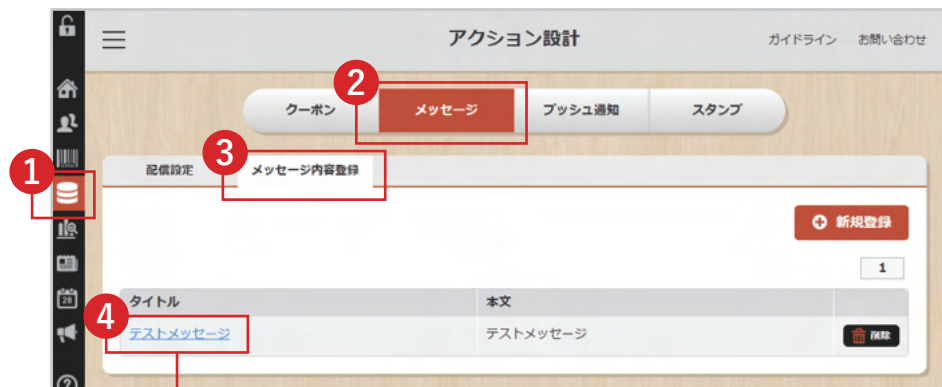 アクション設計
ガイドライン お問い合わせ
2
クーポン メッセージ プッシュ通知 スタンプ
3
1
配信設定 メッセージ内容登録
新規登録
1
28
タイトル 本文
4
テストメッセージ テストメッセージ 削除
?